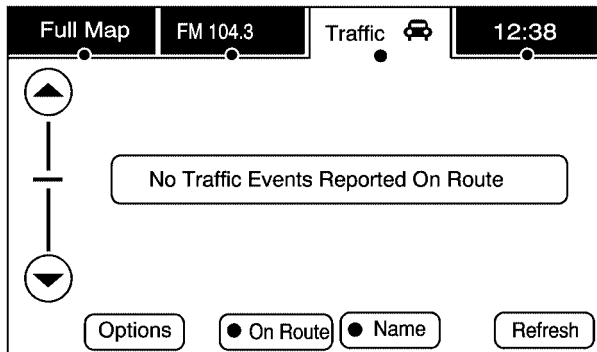 Full Map FM 104.3 Traffic 12:38
No Traffic Events Reported On Route
Options On Route Name Refresh